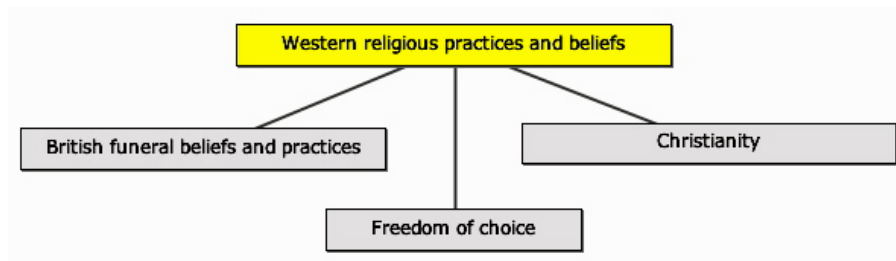 Western religious practices and beliefs
British funeral beliefs and practices
Christianity
Freedom of choice